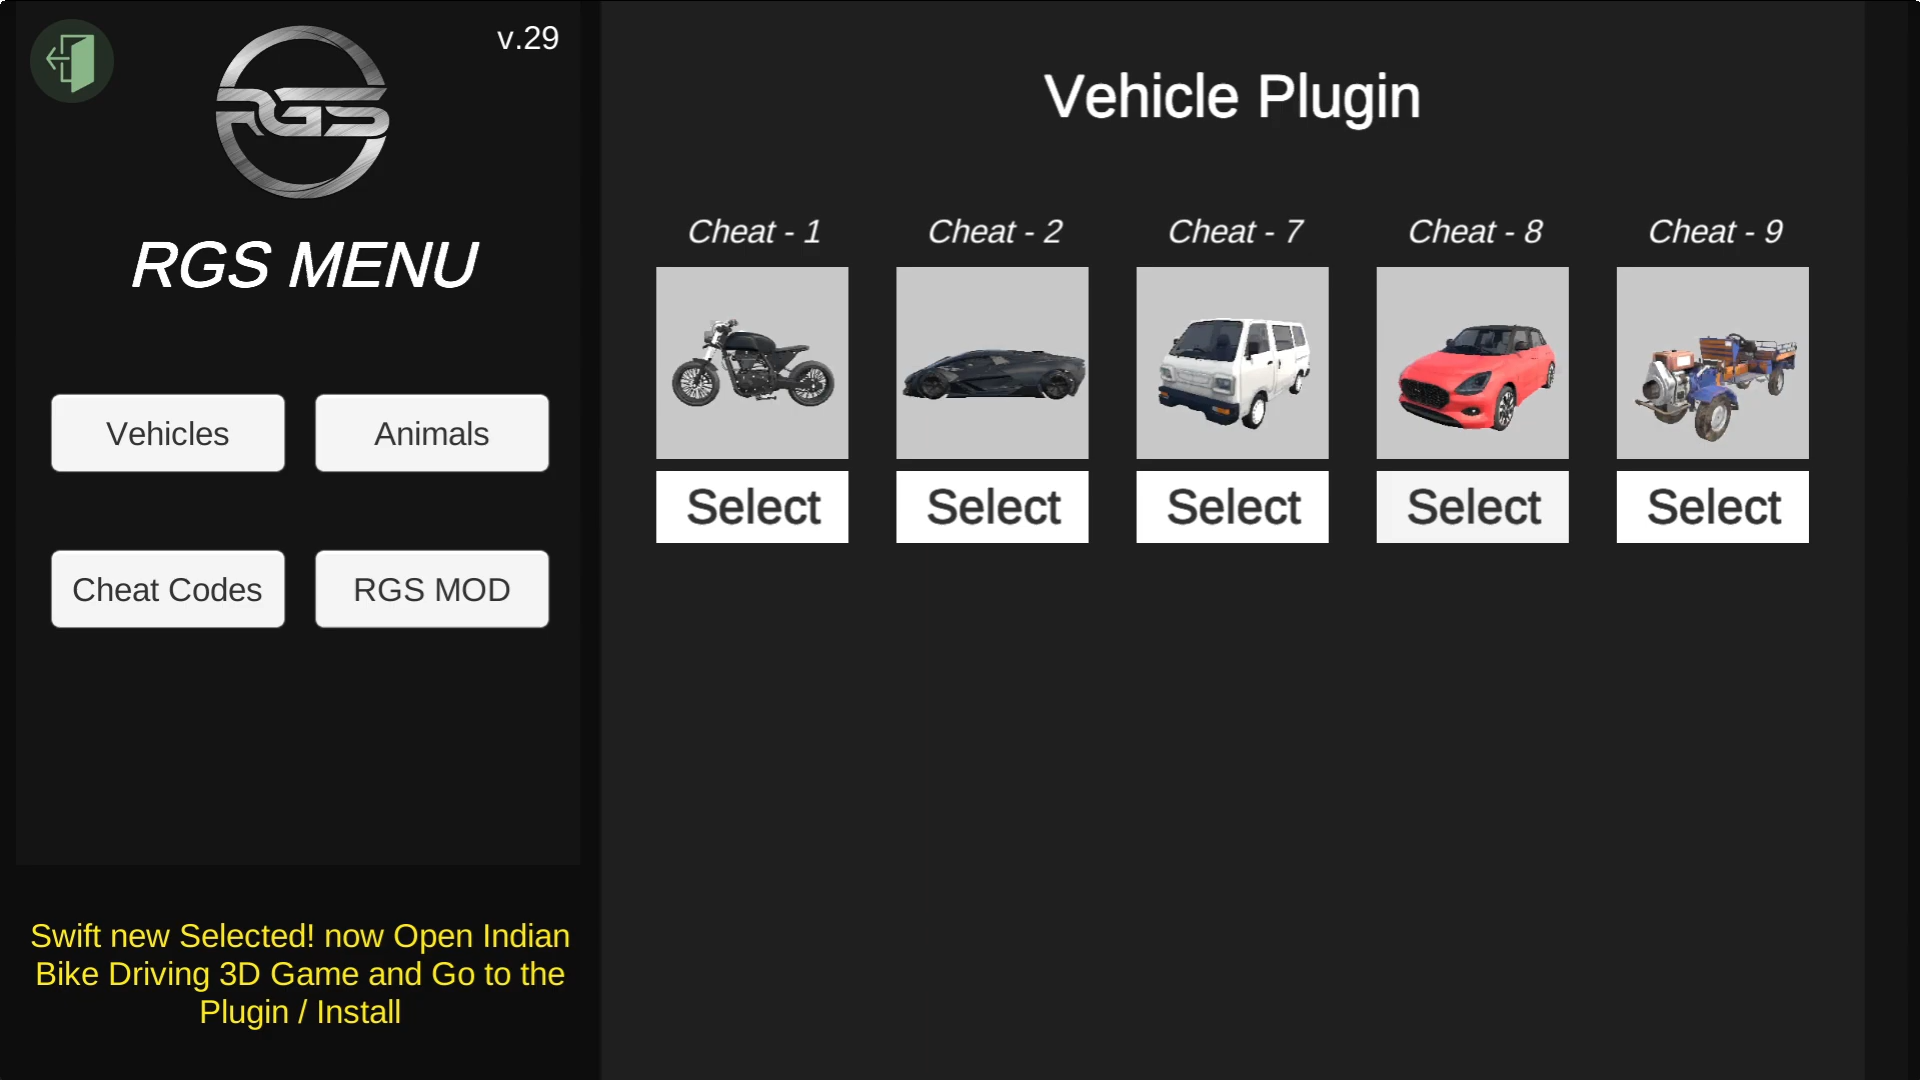 v.29
RGS
RGS MENU
Vehicles
Animals
Cheat Codes
RGS MOD
Swift new Selected! now Open Indian
Bike Driving 3D Game and Go to the
Plugin / Install
Vehicle Plugin
Cheat - 1
Cheat - 2
Cheat - 7
Cheat - 8
Cheat - 9
Select
Select
Select
Select
Select